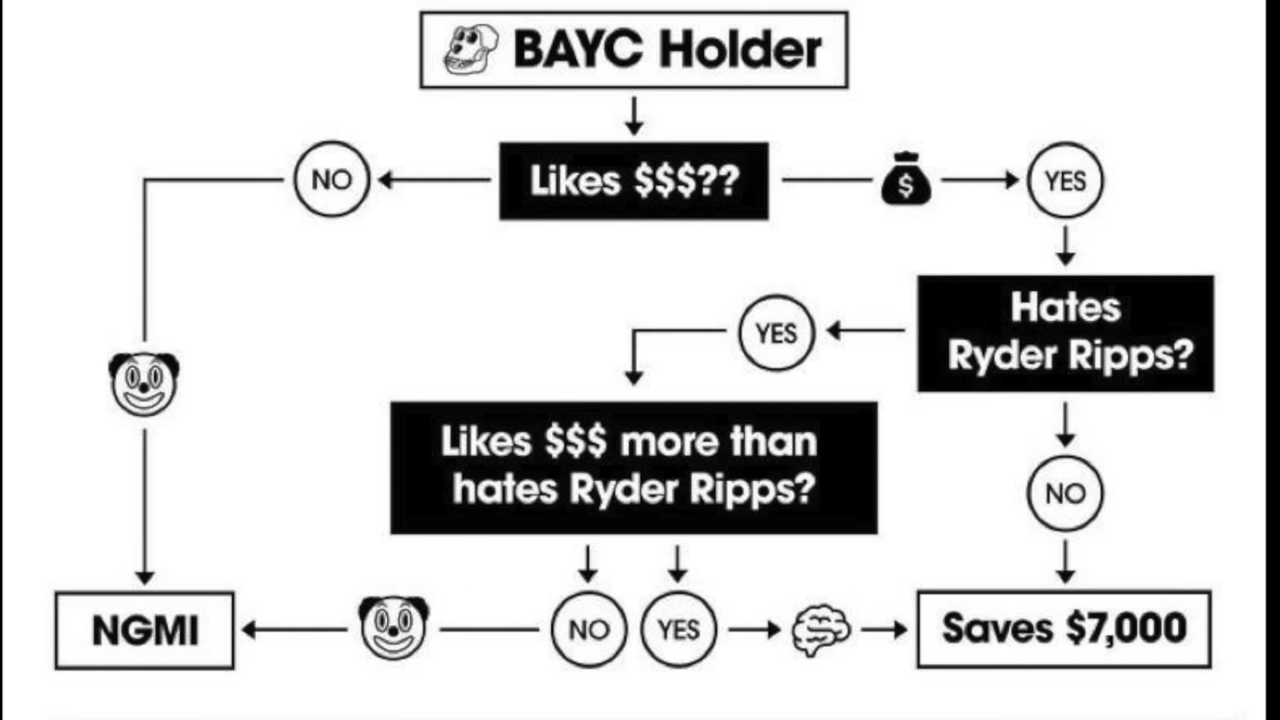 BAYC Holder
NO
Likes $$$??
$
YES
Hates
Ryder Ripps?
YES
Likes $$$ more than
hates Ryder Ripps?
NO
NGMI
NO
YES
Saves $7,000